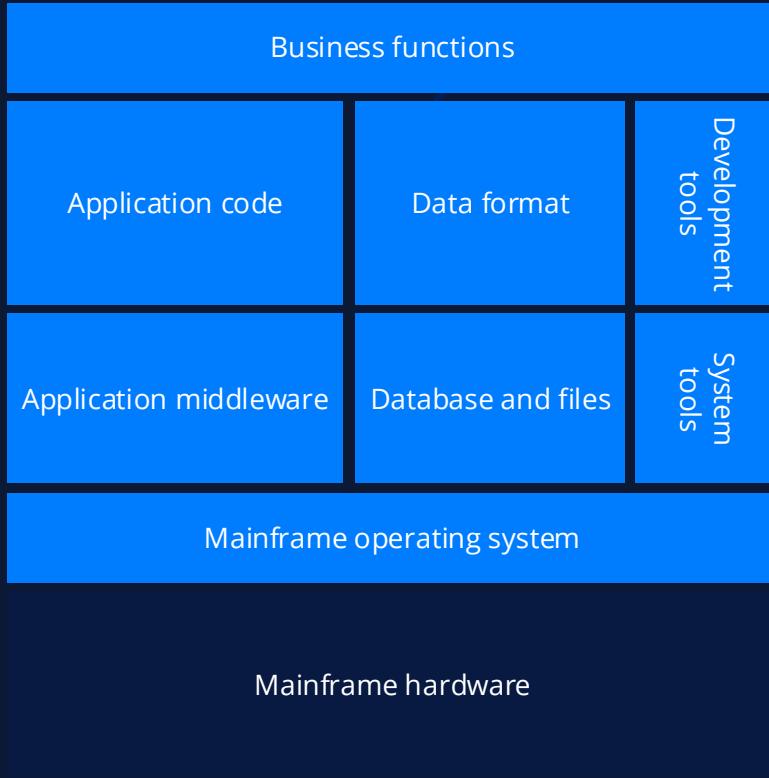 Business functions
Application code
Data format
Development
tools
Application middleware
Database and files
System
tools
Mainframe operating system
Mainframe hardware